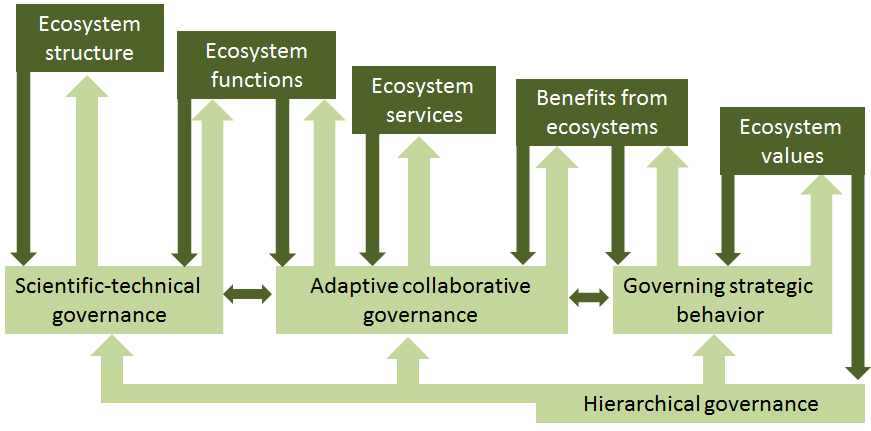 Ecosystem
structure
Ecosystem
functions
Ecosystem
services
Benefits from
ecosystems
Ecosystem
values
Scientific-technical
governance
Adaptive collaborative
governance
Governing strategic
behavior
Hierarchical governance